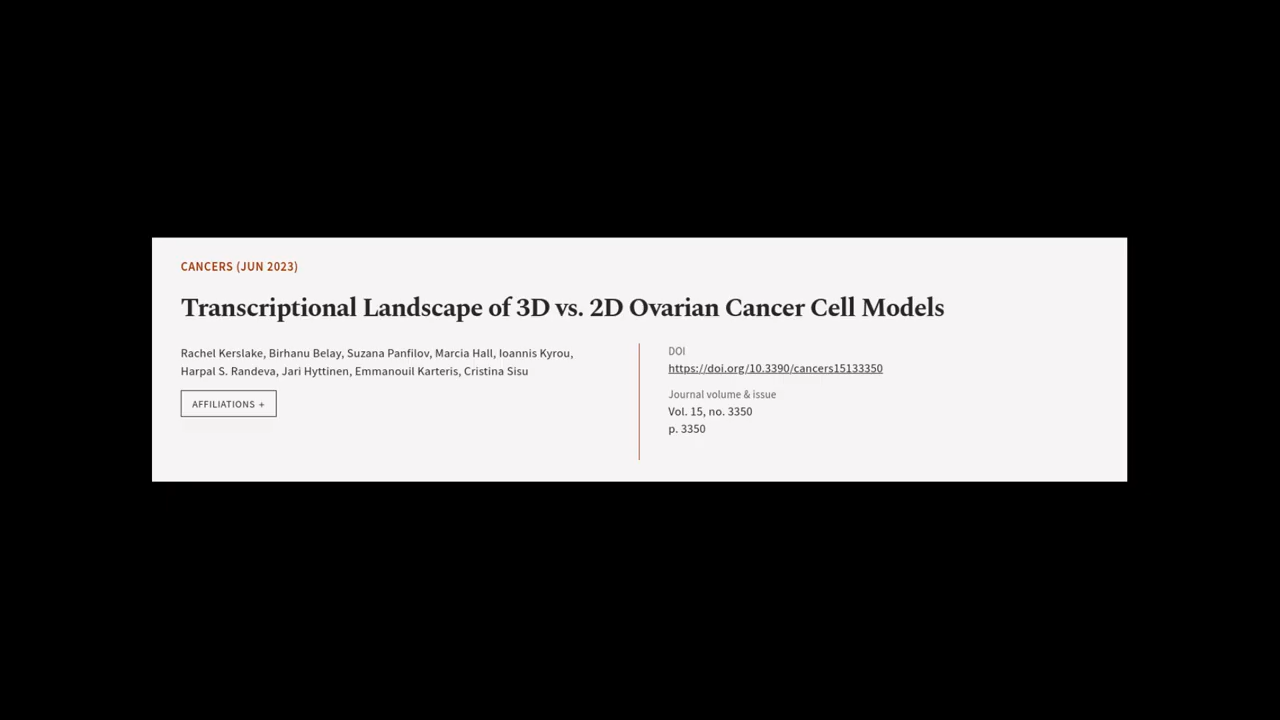 CANCERS (JUN 2023)
Transcriptional Landscape of 3D vs. 2D Ovarian Cancer Cell Models
Rachel Kerslake, Birhanu Belay, Suzana Panfilov, Marcia Hall, Ioannis Kyrou,
Harpal S. Randeva, Jari Hyttinen, Emmanouil Karteris, Cristina Sisu
AFFILIATIONS +
DOI
https://doi.org/10.3390/cancers15133350
Journal volume & issue
Vol. 15, no. 3350
p. 3350